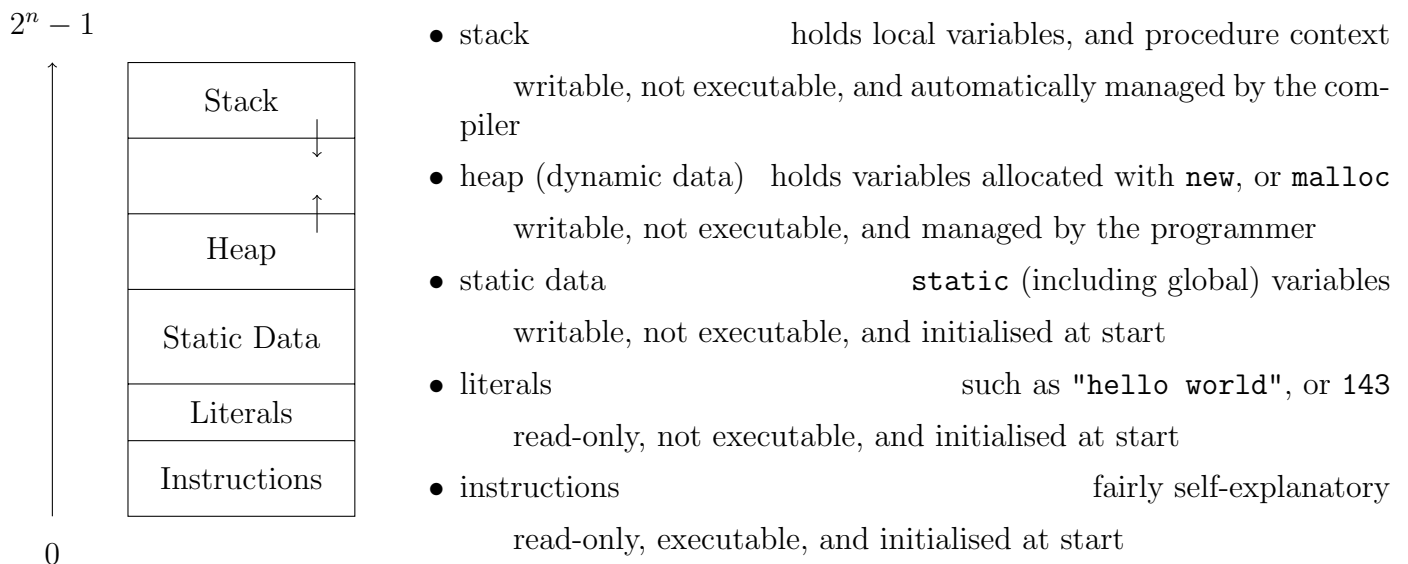 2ⁿ − 1
Stack
Heap
Static Data
Literals
Instructions
0
• stack holds local variables, and procedure context
writable, not executable, and automatically managed by the com-
piler
• heap (dynamic data) holds variables allocated with new, or malloc
writable, not executable, and managed by the programmer
• static data static (including global) variables
writable, not executable, and initialised at start
• literals such as "hello world", or 143
read-only, not executable, and initialised at start
• instructions fairly self-explanatory
read-only, executable, and initialised at start